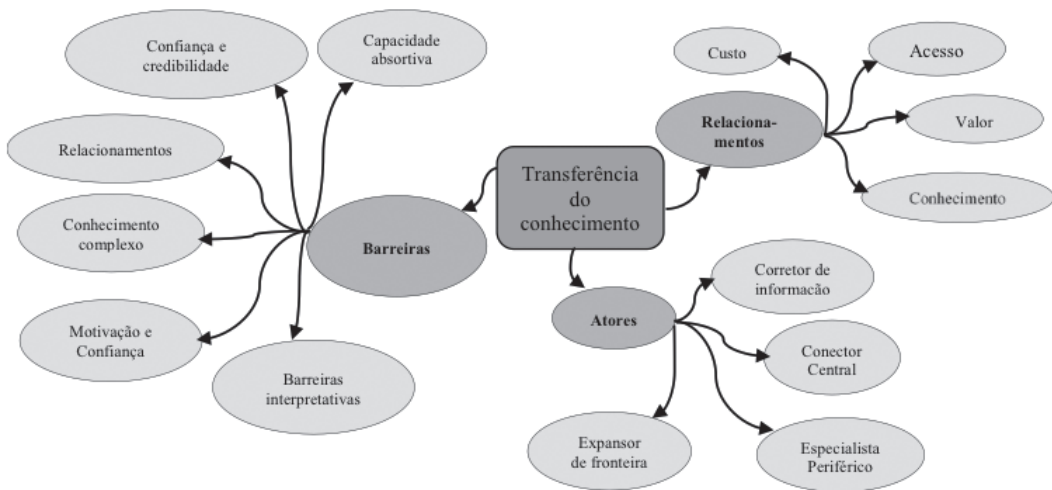 Confiança e
credibilidade
Capacidade
absortiva
Relacionamentos
Conhecimento
complexo
Motivação e
Confiança
Barreiras
interpretativas
Barreiras
Transferência
do
conhecimento
Relaciona-
mentos
Custo
Acesso
Valor
Conhecimento
Atores
Corretor de
informacão
Conector
Central
Especialista
Periférico
Expansor
de fronteira